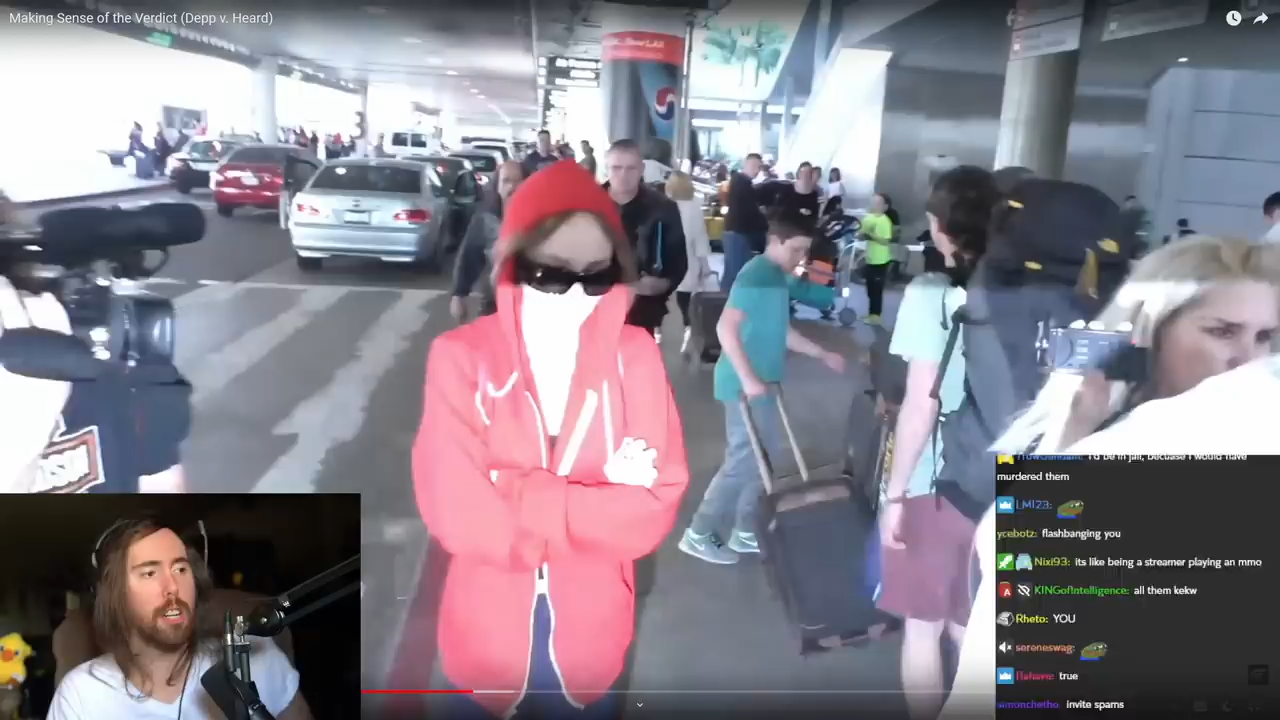 Making Sense of the Verdict (Depp v. Heard)
I'd be in jail, because I would have
murdered them
LMI23:
ycebotz: flashbanging you
Nixi93: its like being a streamer playing an mmo
KINGofIntelligence: all them kekw
Rheto: YOU
sereneswag:
true
simonchetho: invite spams